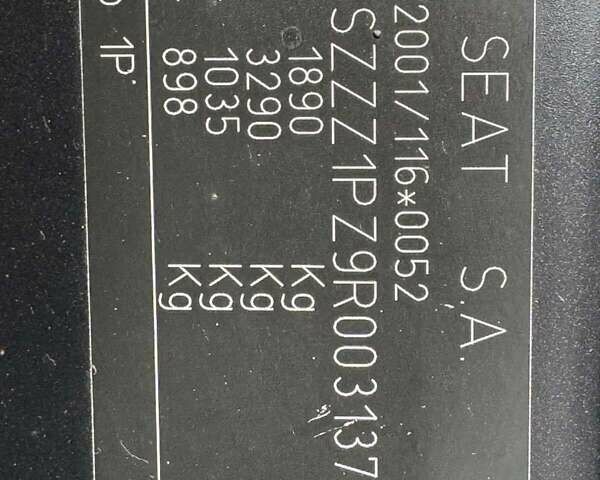 SEAT S.A.
2001/116*0052
SZZZ1PZ9R003137
1890 Kg
3290 Kg
1035 Kg
898 Kg
1P